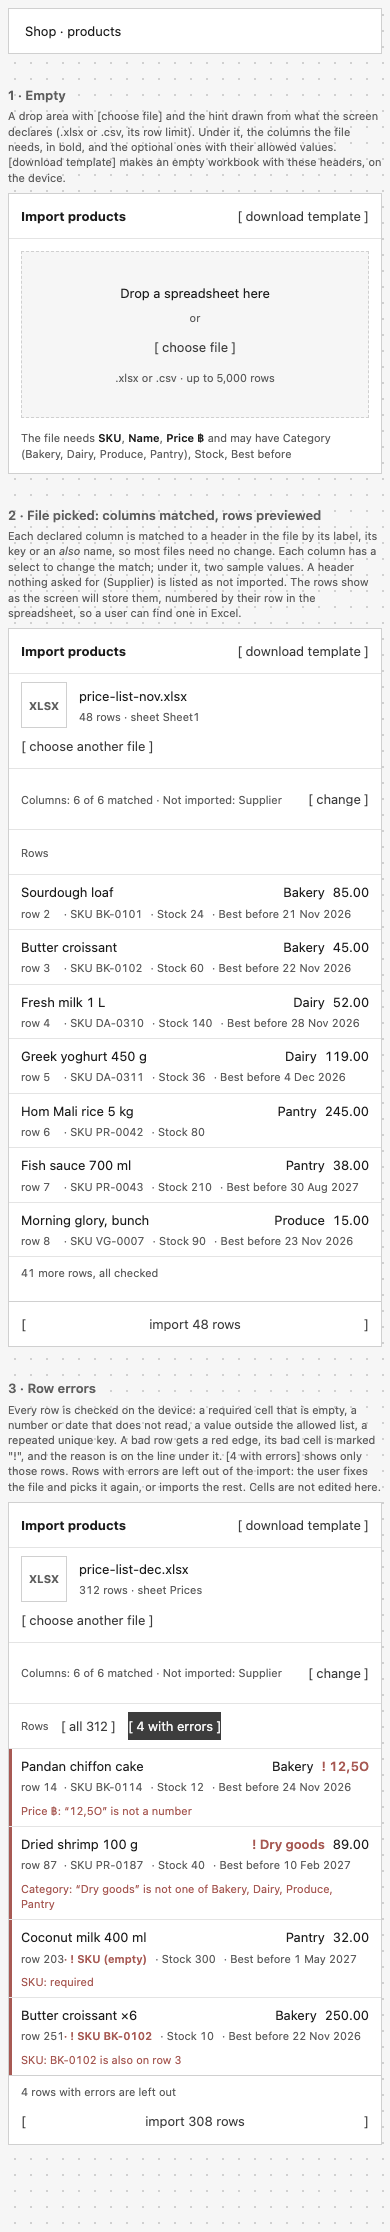 Shop · products
1 · Empty
A drop area with [choose file] and the hint drawn from what the screen
declares (.xlsx or .csv, its row limit). Under it, the columns the file
needs, in bold, and the optional ones with their allowed values.
[download template] makes an empty workbook with these headers, on
the device.
Import products [ download template ]
Drop a spreadsheet here
or
[ choose file ]
.xlsx or .csv · up to 5,000 rows
The file needs SKU, Name, Price ฿ and may have Category
(Bakery, Dairy, Produce, Pantry), Stock, Best before
2 · File picked: columns matched, rows previewed
Each declared column is matched to a header in the file by its label, its
key or an also name, so most files need no change. Each column has a
select to change the match; under it, two sample values. A header
nothing asked for (Supplier) is listed as not imported. The rows show
as the screen will store them, numbered by their row in the
spreadsheet, so a user can find one in Excel.
Import products [ download template ]
XLSX price-list-nov.xlsx
48 rows · sheet Sheet1
[ choose another file ]
Columns: 6 of 6 matched · Not imported: Supplier [ change ]
Rows
Sourdough loaf Bakery 85.00
row 2 · SKU BK-0101 · Stock 24 · Best before 21 Nov 2026
Butter croissant Bakery 45.00
row 3 · SKU BK-0102 · Stock 60 · Best before 22 Nov 2026
Fresh milk 1 L Dairy 52.00
row 4 · SKU DA-0310 · Stock 140 · Best before 28 Nov 2026
Greek yoghurt 450 g Dairy 119.00
row 5 · SKU DA-0311 · Stock 36 · Best before 4 Dec 2026
Hom Mali rice 5 kg Pantry 245.00
row 6 · SKU PR-0042 · Stock 80
Fish sauce 700 ml Pantry 38.00
row 7 · SKU PR-0043 · Stock 210 · Best before 30 Aug 2027
Morning glory, bunch Produce 15.00
row 8 · SKU VG-0007 · Stock 90 · Best before 23 Nov 2026
41 more rows, all checked
[ import 48 rows ]
3 · Row errors
Every row is checked on the device: a required cell that is empty, a
number or date that does not read, a value outside the allowed list, a
repeated unique key. A bad row gets a red edge, its bad cell is marked
"!", and the reason is on the line under it. [4 with errors] shows only
those rows. Rows with errors are left out of the import: the user fixes
the file and picks it again, or imports the rest. Cells are not edited here.
Import products [ download template ]
XLSX price-list-dec.xlsx
312 rows · sheet Prices
[ choose another file ]
Columns: 6 of 6 matched · Not imported: Supplier [ change ]
Rows [ all 312 ] [ 4 with errors ]
Pandan chiffon cake Bakery ! 12,5O
row 14 · SKU BK-0114 · Stock 12 · Best before 24 Nov 2026
Price ฿: “12,5O” is not a number
Dried shrimp 100 g ! Dry goods 89.00
row 87 · SKU PR-0187 · Stock 40 · Best before 10 Feb 2027
Category: “Dry goods” is not one of Bakery, Dairy, Produce,
Pantry
Coconut milk 400 ml Pantry 32.00
row 203 · ! SKU (empty) · Stock 300 · Best before 1 May 2027
SKU: required
Butter croissant ×6 Bakery 250.00
row 251 · ! SKU BK-0102 · Stock 10 · Best before 22 Nov 2026
SKU: BK-0102 is also on row 3
4 rows with errors are left out
[ import 308 rows ]